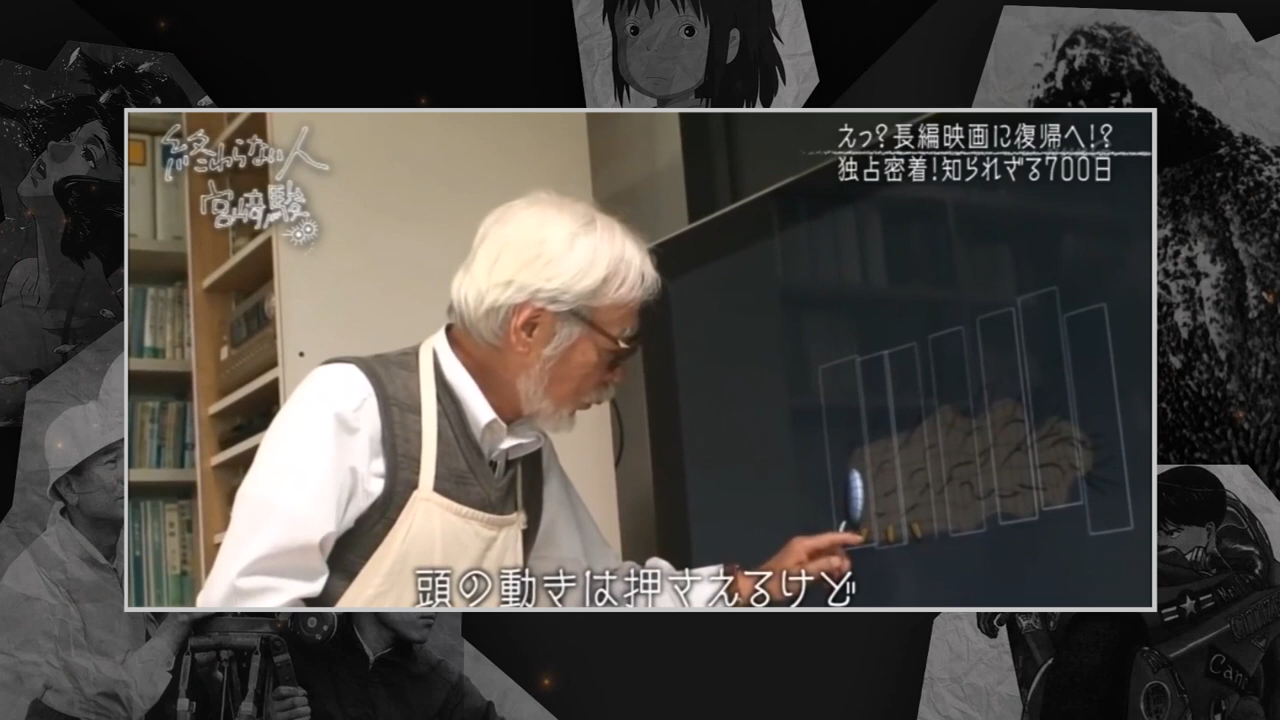 終わらない人
宮﨑駿
えっ?長編映画に復帰へ!?
独占密着!知られざる700日
頭の動きは押さえるけど